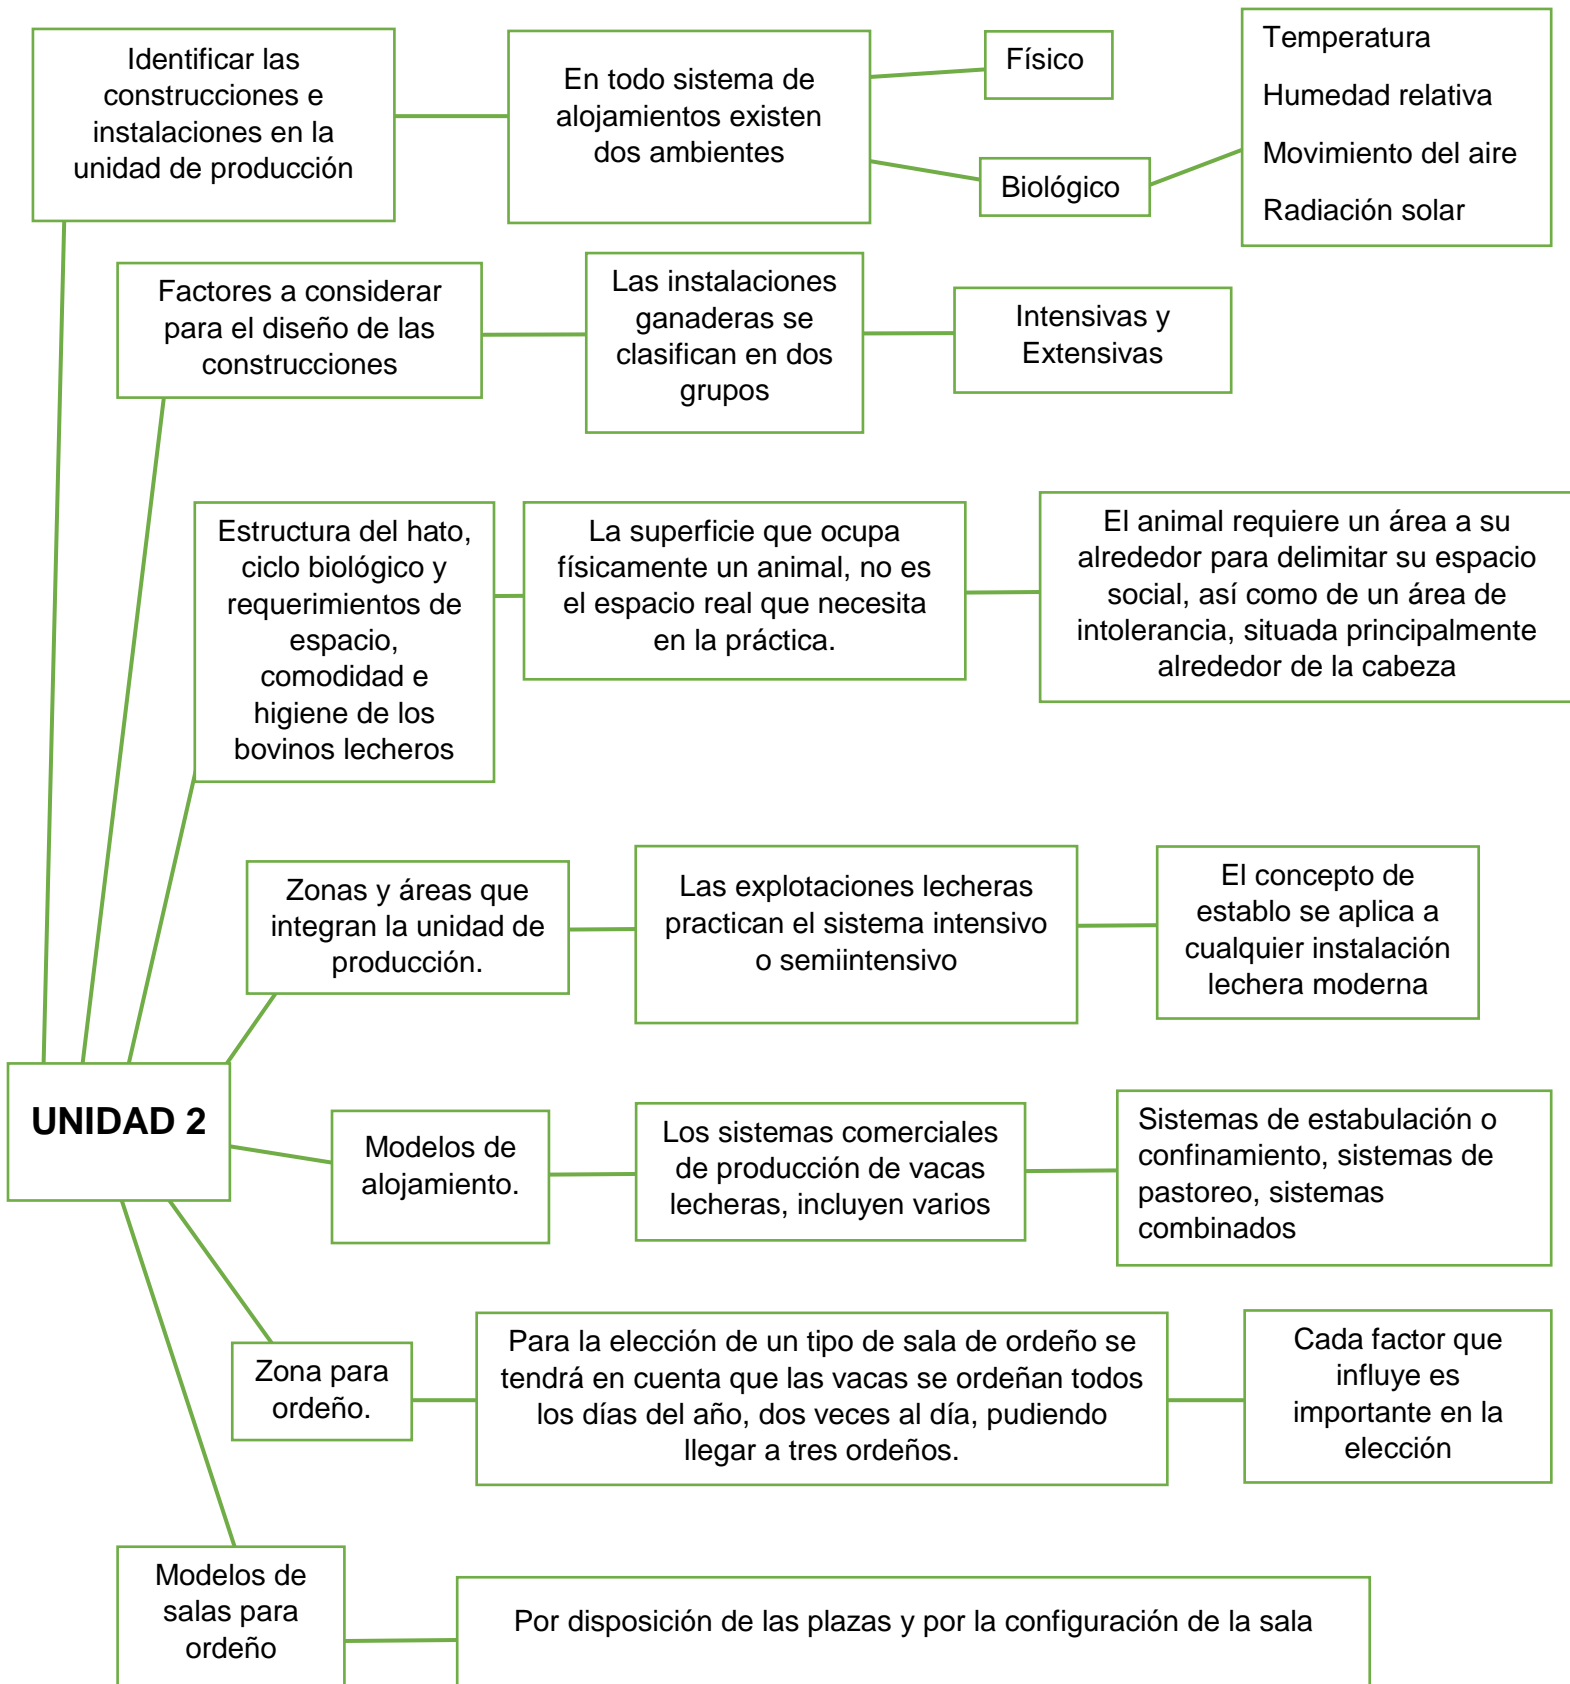 Identificar las
construcciones e
instalaciones en la
unidad de producción
En todo sistema de
alojamientos existen
dos ambientes
Físico
Biológico
Temperatura
Humedad relativa
Movimiento del aire
Radiación solar
Factores a considerar
para el diseño de las
construcciones
Las instalaciones
ganaderas se
clasifican en dos
grupos
Intensivas y
Extensivas
Estructura del hato,
ciclo biológico y
requerimientos de
espacio,
comodidad e
higiene de los
bovinos lecheros
La superficie que ocupa
físicamente un animal, no es
el espacio real que necesita
en la práctica.
El animal requiere un área a su
alrededor para delimitar su espacio
social, así como de un área de
intolerancia, situada principalmente
alrededor de la cabeza
Zonas y áreas que
integran la unidad de
producción.
Las explotaciones lecheras
practican el sistema intensivo
o semiintensivo
El concepto de
establo se aplica a
cualquier instalación
lechera moderna
UNIDAD 2
Modelos de
alojamiento.
Los sistemas comerciales
de producción de vacas
lecheras, incluyen varios
Sistemas de estabulación o
confinamiento, sistemas de
pastoreo, sistemas
combinados
Zona para
ordeño.
Para la elección de un tipo de sala de ordeño se
tendrá en cuenta que las vacas se ordeñan todos
los días del año, dos veces al día, pudiendo
llegar a tres ordeños.
Cada factor que
influye es
importante en la
elección
Modelos de
salas para
ordeño
Por disposición de las plazas y por la configuración de la sala